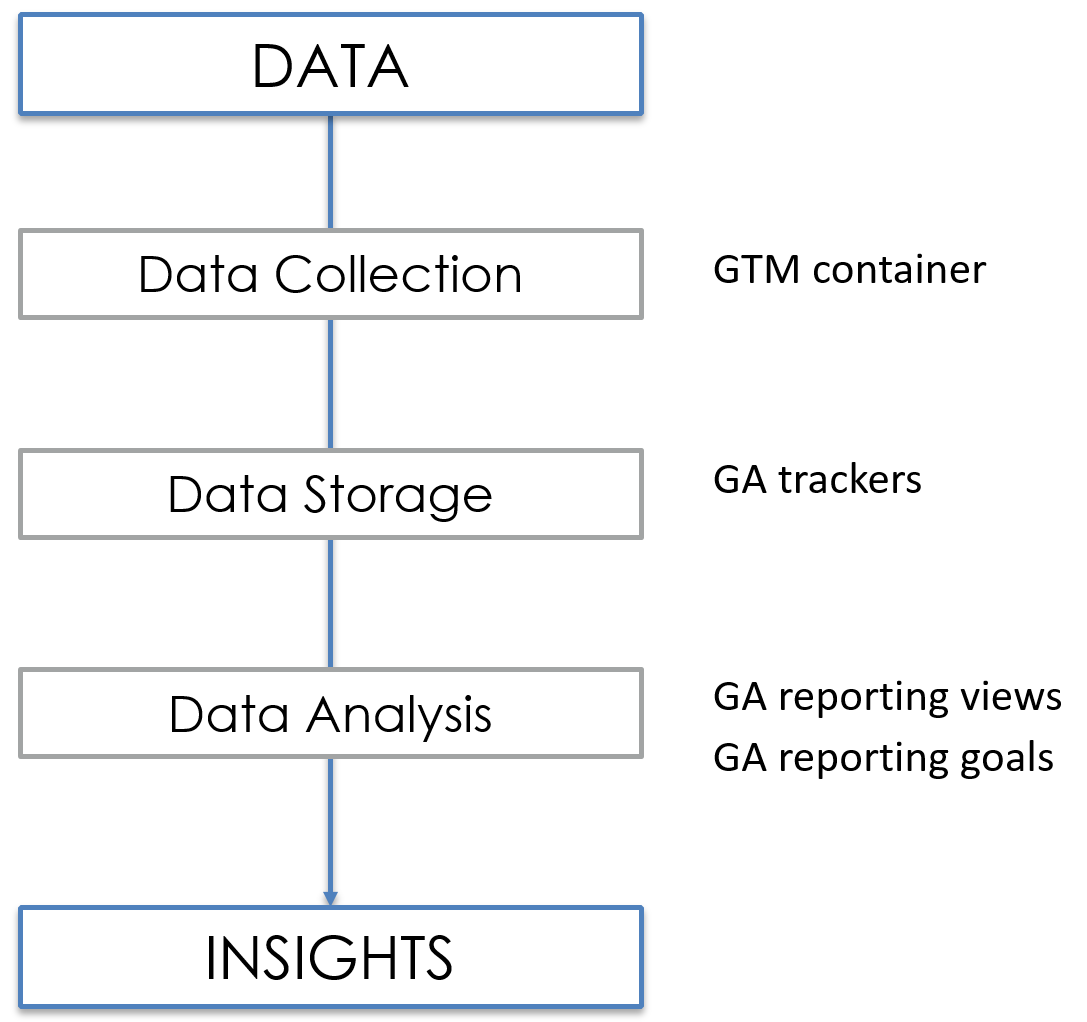 DATA
Data Collection
GTM container
Data Storage
GA trackers
Data Analysis
GA reporting views
GA reporting goals
INSIGHTS